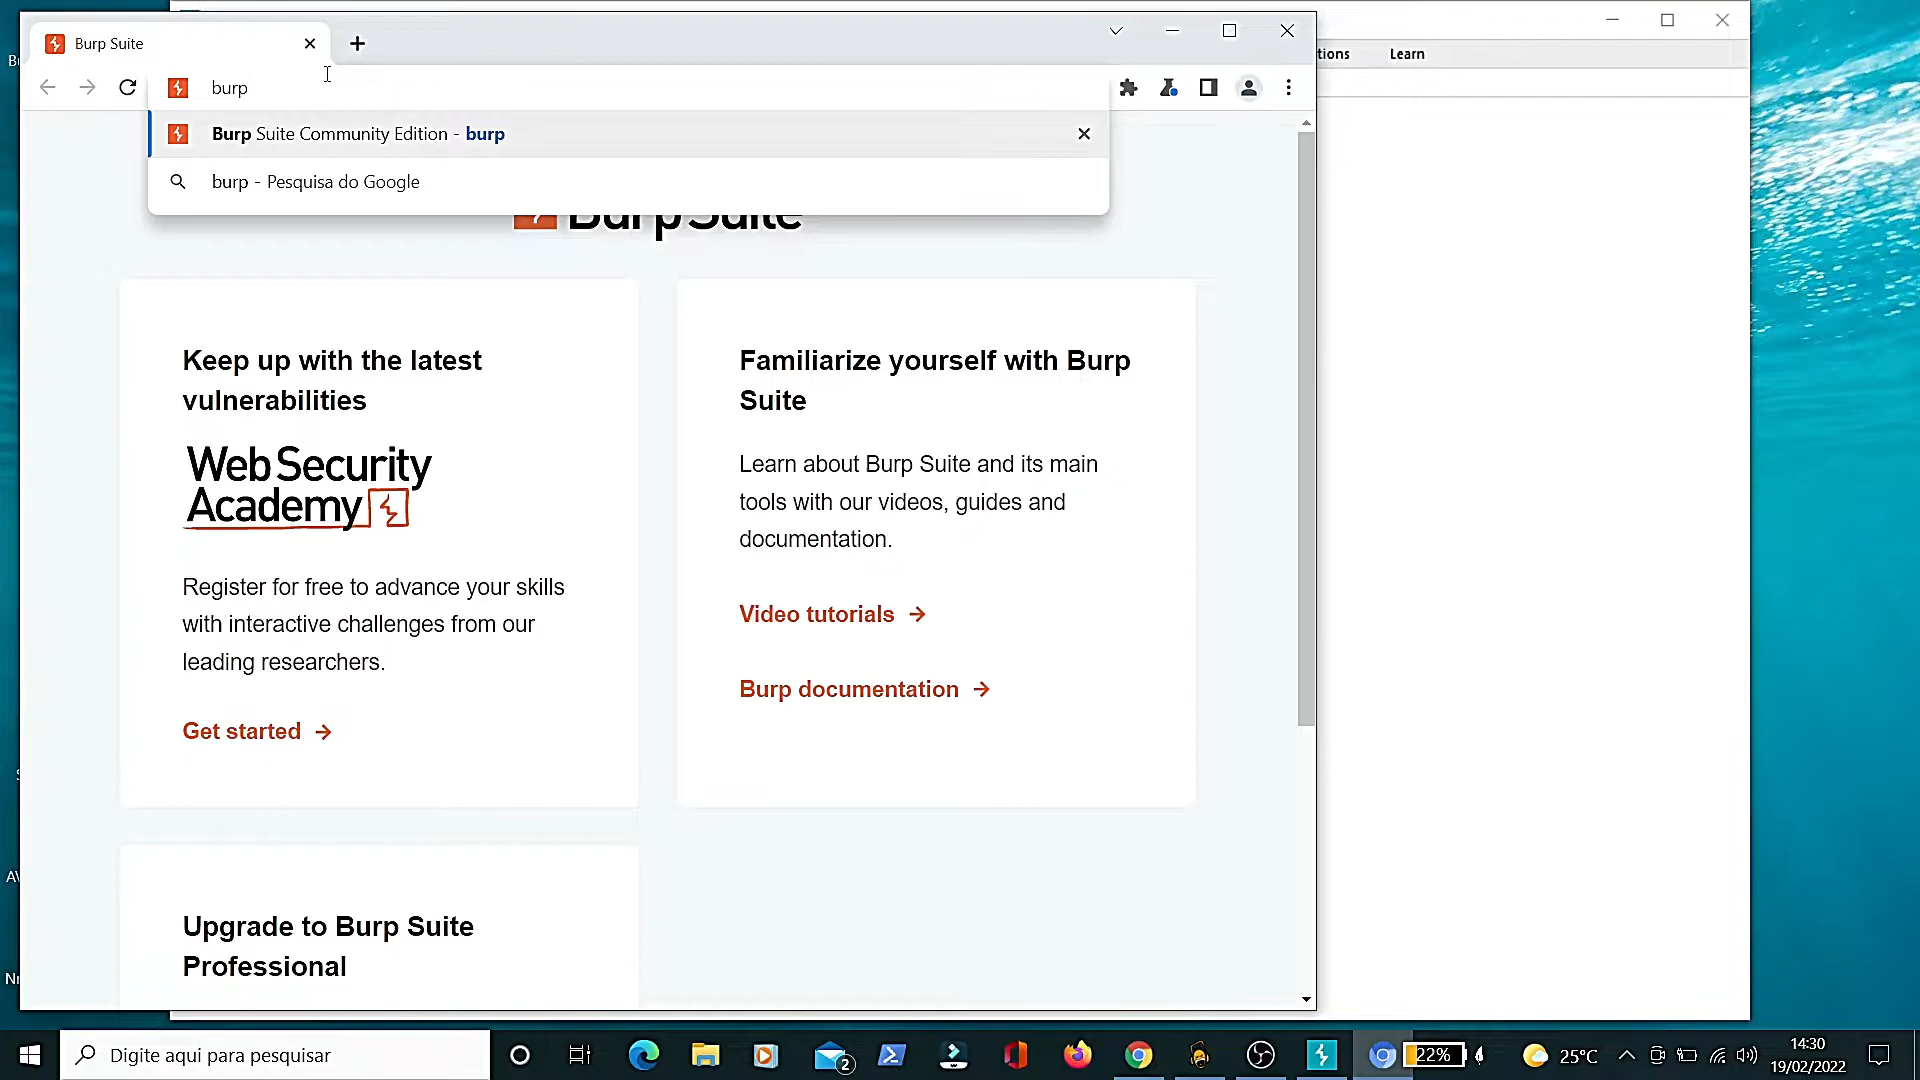 Burp Suite
tions
Learn
burp
Burp Suite Community Edition - burp
burp - Pesquisa do Google
Burp Suite
Keep up with the latest
vulnerabilities
Web Security
Academy
Register for free to advance your skills
with interactive challenges from our
leading researchers.
Get started
Familiarize yourself with Burp
Suite
Learn about Burp Suite and its main
tools with our videos, guides and
documentation.
Video tutorials
Burp documentation
Upgrade to Burp Suite
Professional
Digite aqui para pesquisar
2
22%
25°C
14:30
19/02/2022